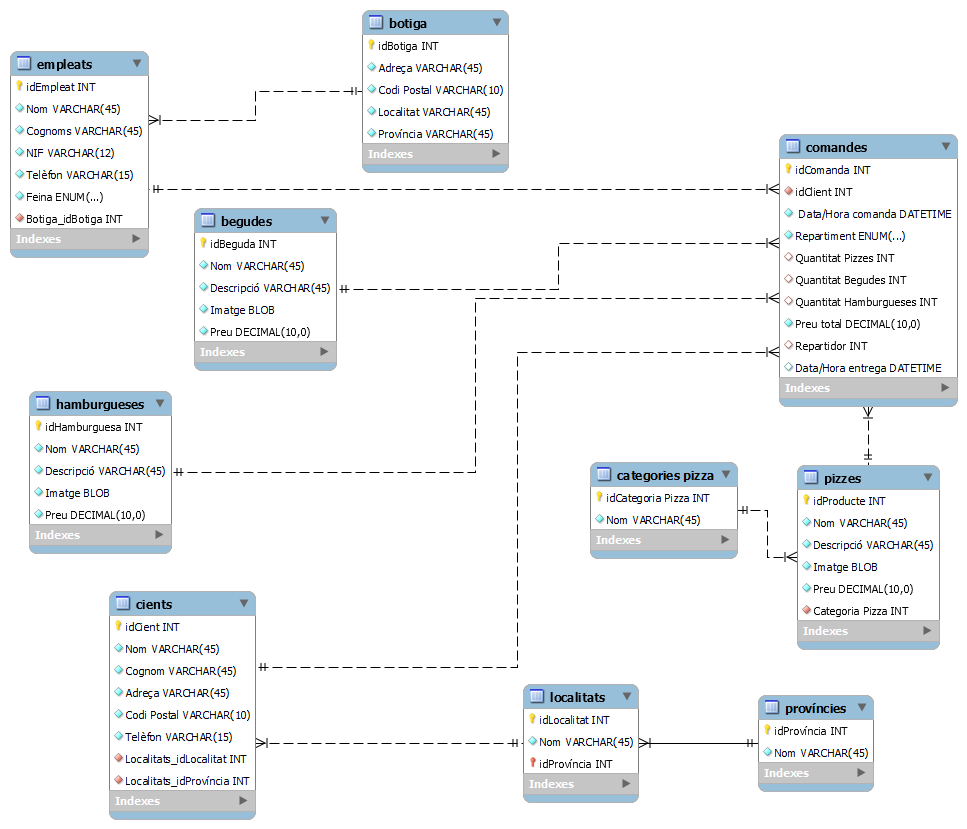 botiga
idBotiga INT
Adreça VARCHAR(45)
Codi Postal VARCHAR(10)
Localitat VARCHAR(45)
Província VARCHAR(45)
Indexes
empleats
idEmpleat INT
Nom VARCHAR(45)
Cognoms VARCHAR(45)
NIF VARCHAR(12)
Telèfon VARCHAR(15)
Feina ENUM(...)
Botiga_idBotiga INT
Indexes
comandes
idComanda INT
idClient INT
Data/Hora comanda DATETIME
Repartiment ENUM(...)
Quantitat Pizzes INT
Quantitat Begudes INT
Quantitat Hamburgueses INT
Preu total DECIMAL(10,0)
Repartidor INT
Data/Hora entrega DATETIME
Indexes
begudes
idBeguda INT
Nom VARCHAR(45)
Descripció VARCHAR(45)
Imatge BLOB
Preu DECIMAL(10,0)
Indexes
hamburgueses
idHamburguesa INT
Nom VARCHAR(45)
Descripció VARCHAR(45)
Imatge BLOB
Preu DECIMAL(10,0)
Indexes
categories pizza
idCategoria Pizza INT
Nom VARCHAR(45)
Indexes
pizzes
idProducte INT
Nom VARCHAR(45)
Descripció VARCHAR(45)
Imatge BLOB
Preu DECIMAL(10,0)
Categoria Pizza INT
Indexes
cients
idCient INT
Nom VARCHAR(45)
Cognom VARCHAR(45)
Adreça VARCHAR(45)
Codi Postal VARCHAR(10)
Telèfon VARCHAR(15)
Localitats_idLocalitat INT
Localitats_idProvíncia INT
Indexes
localitats
idLocalitat INT
Nom VARCHAR(45)
idProvíncia INT
Indexes
províncies
idProvíncia INT
Nom VARCHAR(45)
Indexes